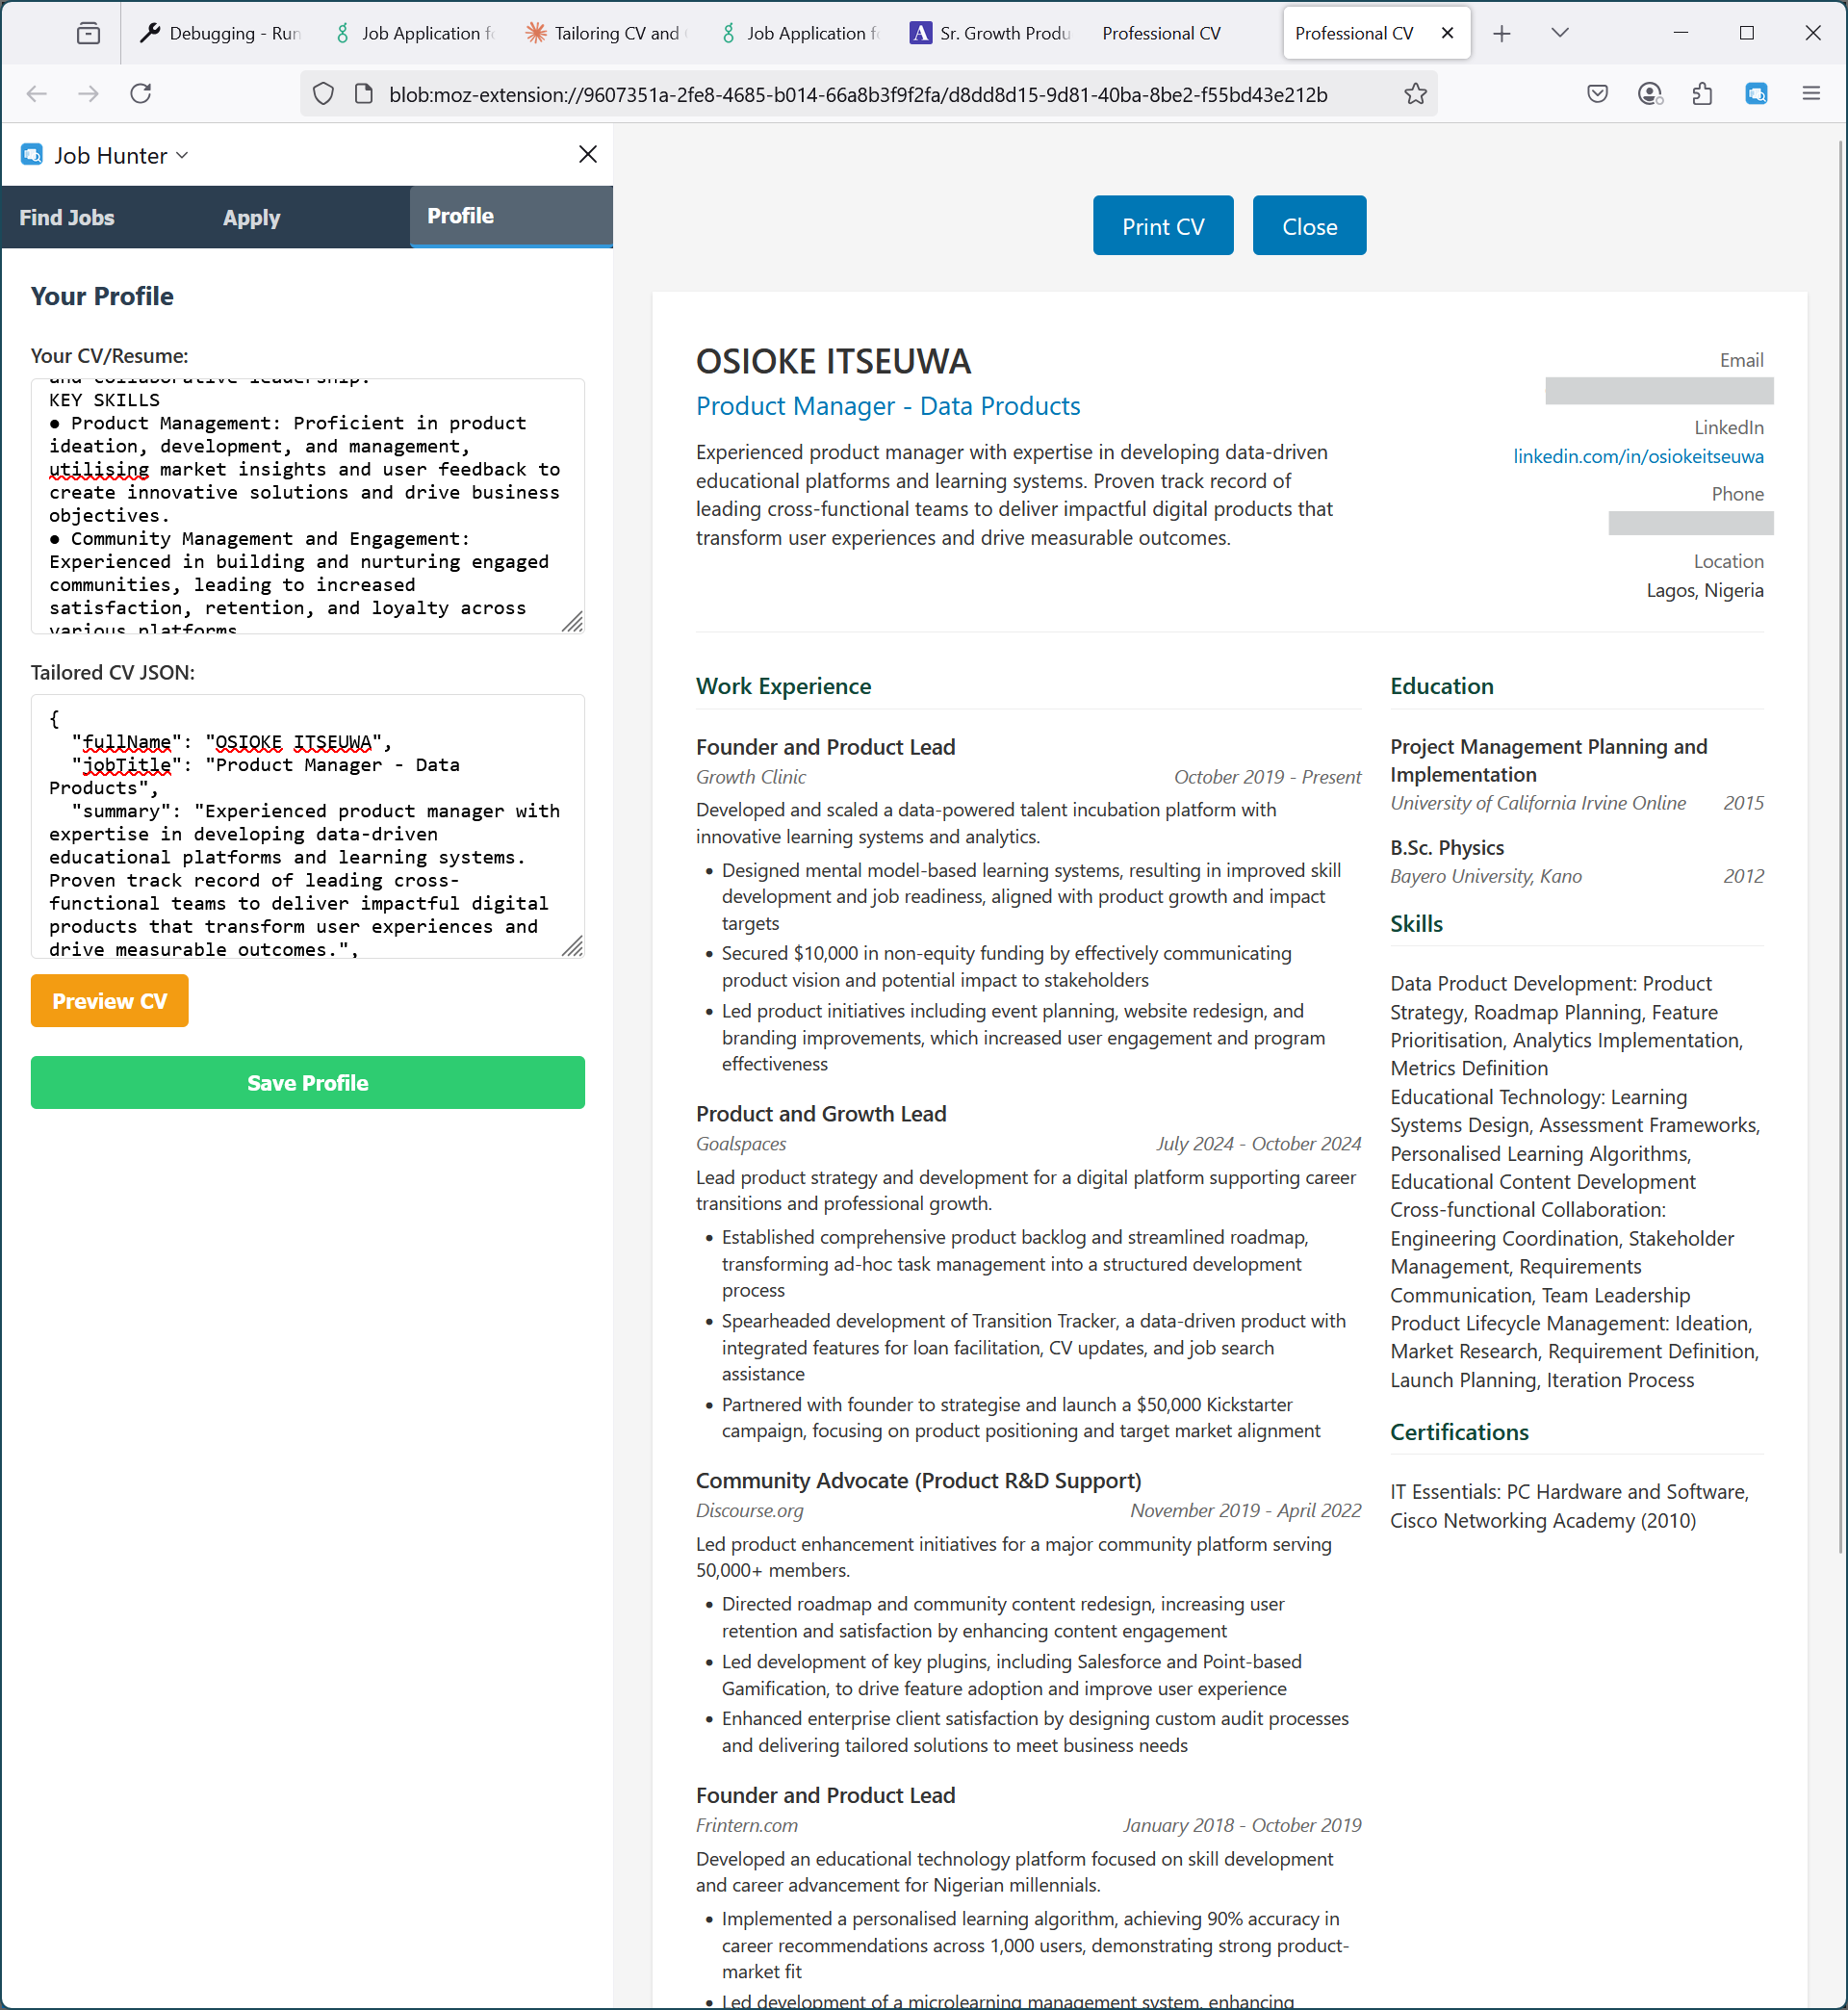 Debugging - Run
Job Application fo
Tailoring CV and
Job Application fo
Sr. Growth Produ
Professional CV
Professional CV
blob:moz-extension://9607351a-2fe8-4685-b014-66a8b3f9f2fa/d8dd8d15-9d81-40ba-8be2-f55bd43e212b
Job Hunter
Find Jobs
Apply
Profile
Your Profile
Your CV/Resume:
and collaborative leadership.
KEY SKILLS
● Product Management: Proficient in product
ideation, development, and management,
utilising market insights and user feedback to
create innovative solutions and drive business
objectives.
● Community Management and Engagement:
Experienced in building and nurturing engaged
communities, leading to increased
satisfaction, retention, and loyalty across
various platforms
Tailored CV JSON:
{
"fullName": "OSIOKE ITSEUWA",
"jobTitle": "Product Manager - Data
Products",
"summary": "Experienced product manager with
expertise in developing data-driven
educational platforms and learning systems.
Proven track record of leading cross-
functional teams to deliver impactful digital
products that transform user experiences and
drive measurable outcomes.",
Preview CV
Save Profile
Print CV
Close
OSIOKE ITSEUWA
Product Manager - Data Products
Experienced product manager with expertise in developing data-driven
educational platforms and learning systems. Proven track record of
leading cross-functional teams to deliver impactful digital products that
transform user experiences and drive measurable outcomes.
Email
LinkedIn
linkedin.com/in/osiokeitseuwa
Phone
Location
Lagos, Nigeria
Work Experience
Founder and Product Lead
Growth Clinic
October 2019 - Present
Developed and scaled a data-powered talent incubation platform with
innovative learning systems and analytics.
• Designed mental model-based learning systems, resulting in improved skill
development and job readiness, aligned with product growth and impact
targets
• Secured $10,000 in non-equity funding by effectively communicating
product vision and potential impact to stakeholders
• Led product initiatives including event planning, website redesign, and
branding improvements, which increased user engagement and program
effectiveness
Product and Growth Lead
Goalspaces
July 2024 - October 2024
Lead product strategy and development for a digital platform supporting career
transitions and professional growth.
• Established comprehensive product backlog and streamlined roadmap,
transforming ad-hoc task management into a structured development
process
• Spearheaded development of Transition Tracker, a data-driven product with
integrated features for loan facilitation, CV updates, and job search
assistance
• Partnered with founder to strategise and launch a $50,000 Kickstarter
campaign, focusing on product positioning and target market alignment
Community Advocate (Product R&D Support)
Discourse.org
November 2019 - April 2022
Led product enhancement initiatives for a major community platform serving
50,000+ members.
• Directed roadmap and community content redesign, increasing user
retention and satisfaction by enhancing content engagement
• Led development of key plugins, including Salesforce and Point-based
Gamification, to drive feature adoption and improve user experience
• Enhanced enterprise client satisfaction by designing custom audit processes
and delivering tailored solutions to meet business needs
Founder and Product Lead
Frintern.com
January 2018 - October 2019
Developed an educational technology platform focused on skill development
and career advancement for Nigerian millennials.
• Implemented a personalised learning algorithm, achieving 90% accuracy in
career recommendations across 1,000 users, demonstrating strong product-
market fit
• Led development of a microlearning management system, enhancing
Education
Project Management Planning and
Implementation
University of California Irvine Online
2015
B.Sc. Physics
Bayero University, Kano
2012
Skills
Data Product Development: Product
Strategy, Roadmap Planning, Feature
Prioritisation, Analytics Implementation,
Metrics Definition
Educational Technology: Learning
Systems Design, Assessment Frameworks,
Personalised Learning Algorithms,
Educational Content Development
Cross-functional Collaboration:
Engineering Coordination, Stakeholder
Management, Requirements
Communication, Team Leadership
Product Lifecycle Management: Ideation,
Market Research, Requirement Definition,
Launch Planning, Iteration Process
Certifications
IT Essentials: PC Hardware and Software,
Cisco Networking Academy (2010)